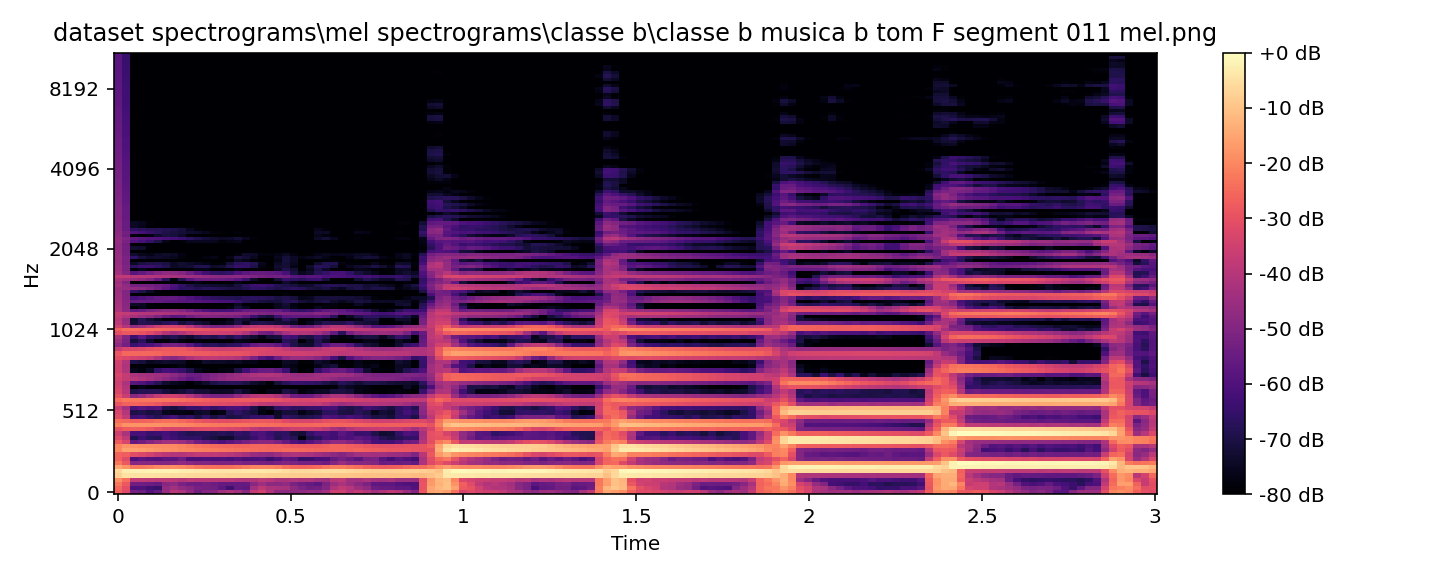 dataset spectrograms\mel spectrograms\classe b\classe b musica b tom F segment 011 mel.png
+0 dB
8192
-10 dB
4096
-20 dB
-30 dB
2048
Hz
-40 dB
1024
-50 dB
-60 dB
512
-70 dB
0
-80 dB
0 0.5 1 1.5 2 2.5 3
Time